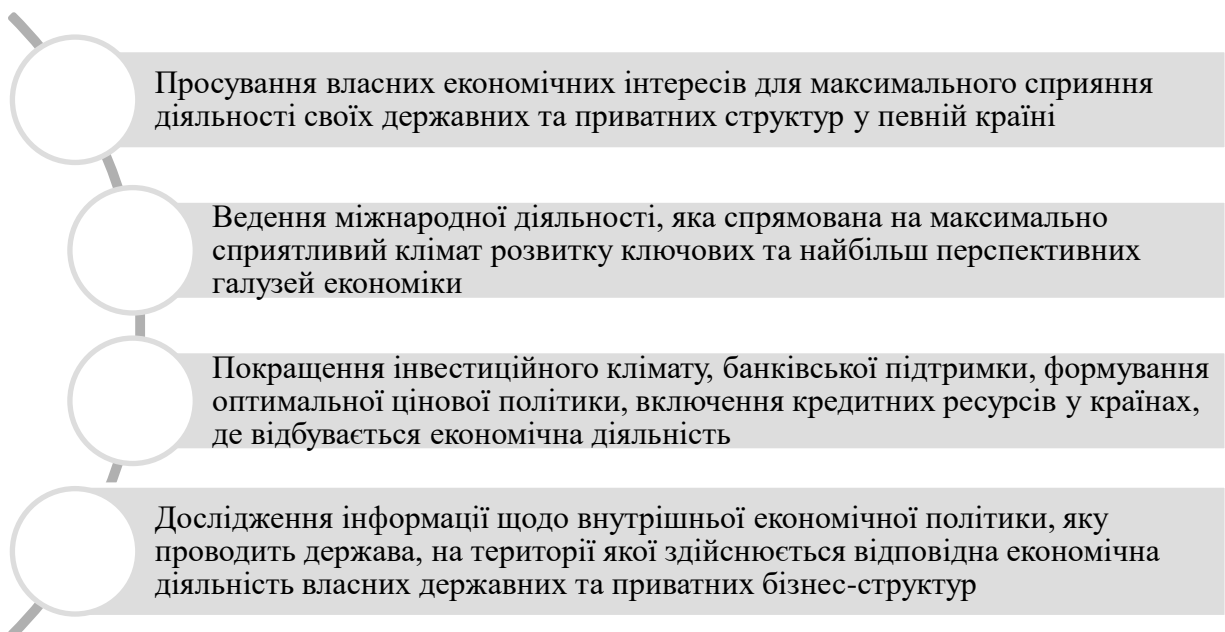 Просування власних економічних інтересів для максимального сприяння
діяльності своїх державних та приватних структур у певній країні
Ведення міжнародної діяльності, яка спрямована на максимально
сприятливий клімат розвитку ключових та найбільш перспективних
галузей економіки
Покращення інвестиційного клімату, банківської підтримки, формування
оптимальної цінової політики, включення кредитних ресурсів у країнах,
де відбувається економічна діяльність
Дослідження інформації щодо внутрішньої економічної політики, яку
проводить держава, на території якої здійснюється відповідна економічна
діяльність власних державних та приватних бізнес-структур